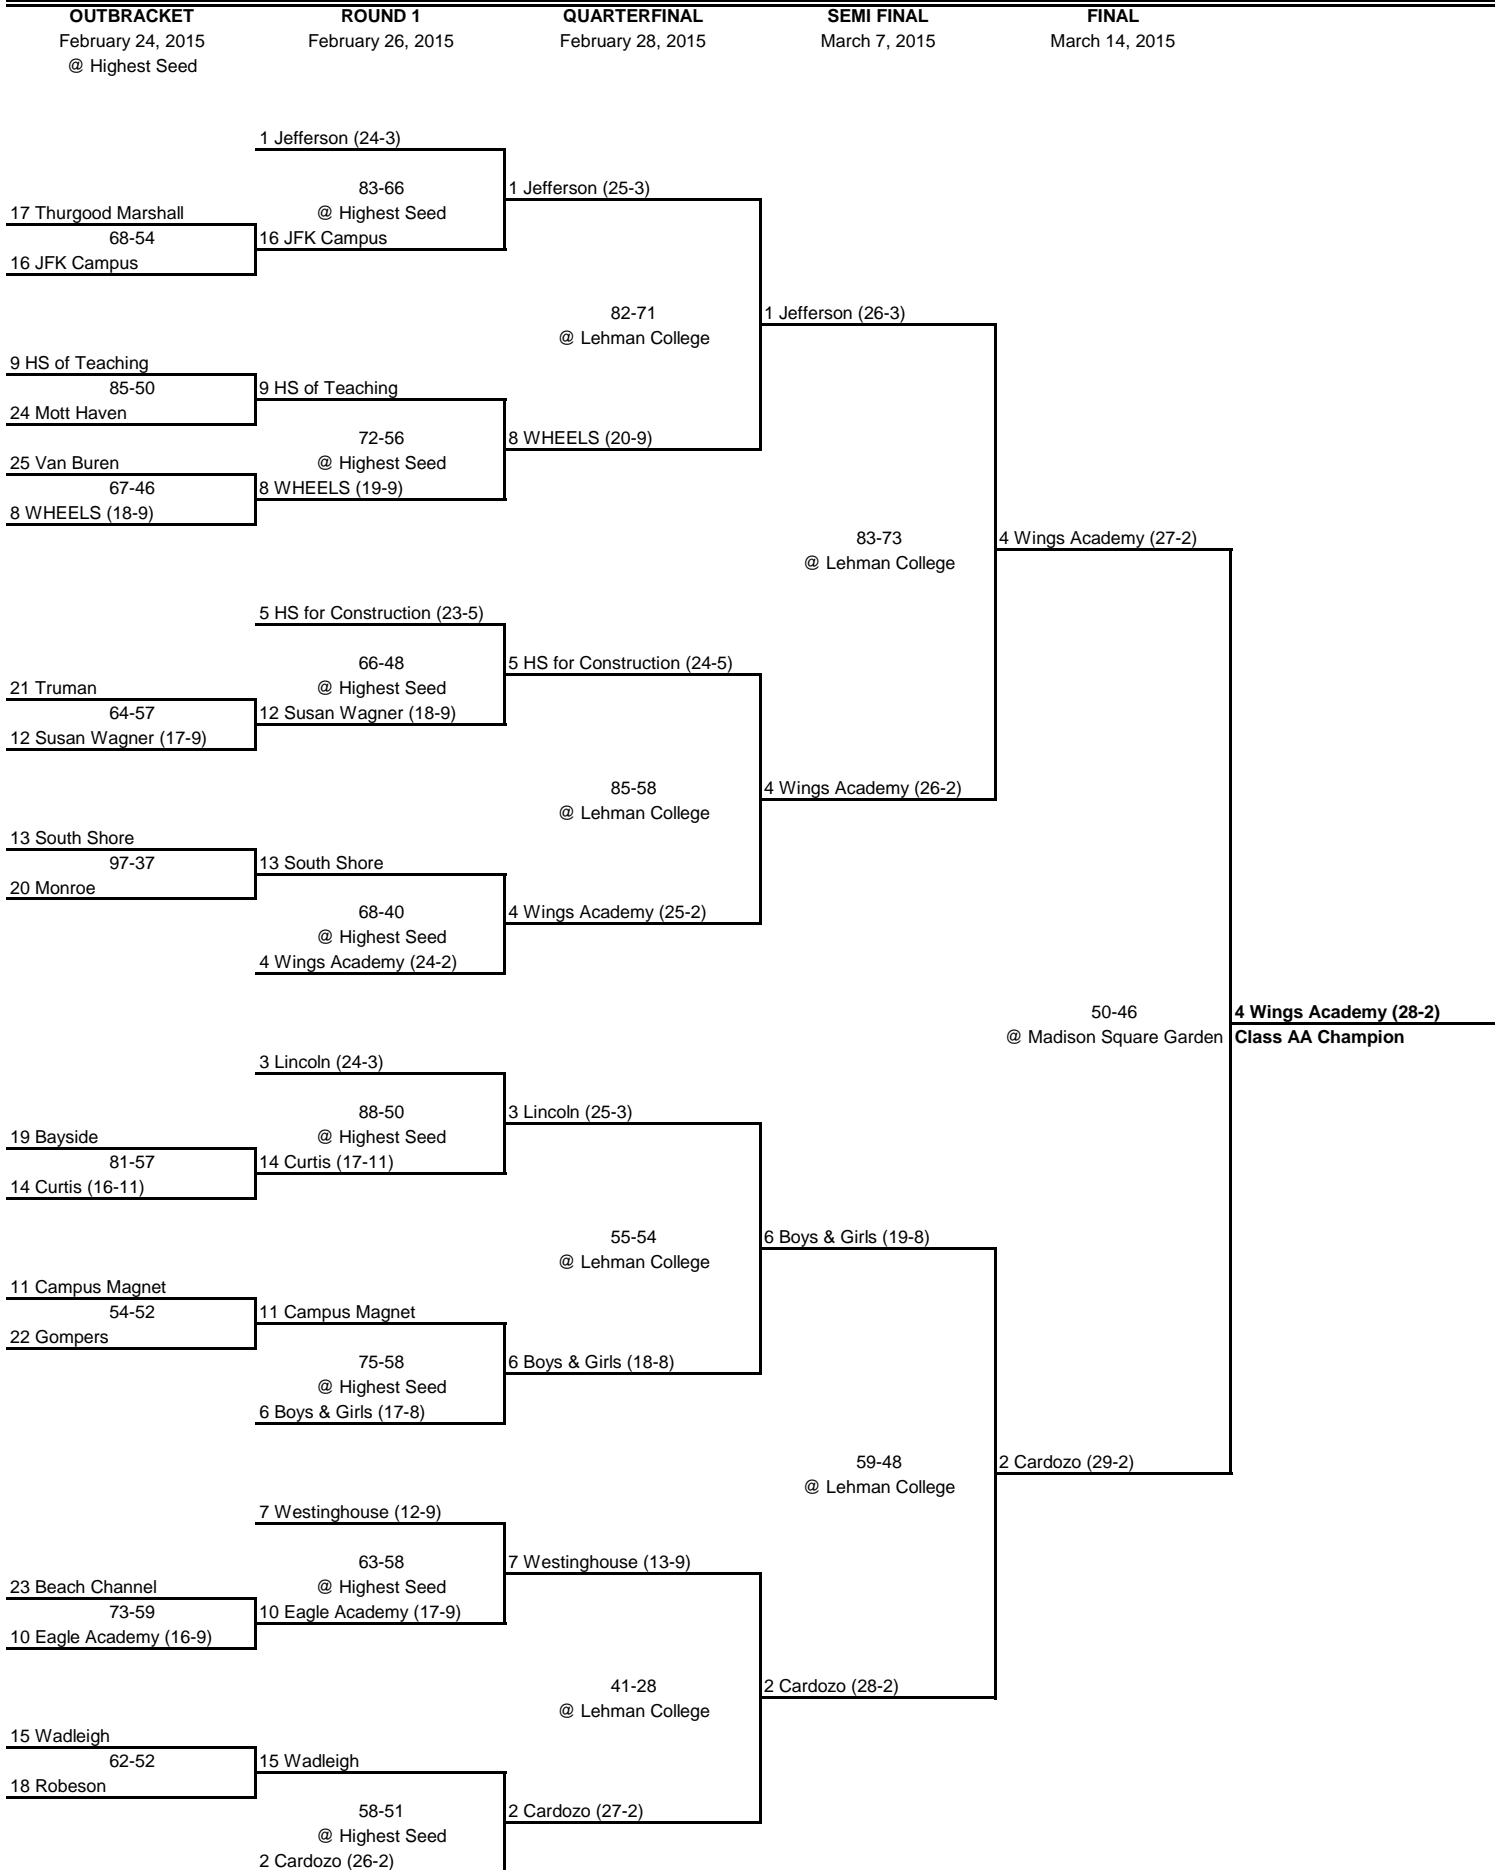 OUTBRACKET ROUND 1 QUARTERFINAL SEMI FINAL FINAL
February 24, 2015 February 26, 2015 February 28, 2015 March 7, 2015 March 14, 2015
@ Highest Seed
1 Jefferson (24-3)
83-66 1 Jefferson (25-3)
17 Thurgood Marshall @ Highest Seed
68-54 16 JFK Campus
16 JFK Campus
82-71 1 Jefferson (26-3)
@ Lehman College
9 HS of Teaching
85-50 9 HS of Teaching
24 Mott Haven
72-56 8 WHEELS (20-9)
25 Van Buren @ Highest Seed
67-46 8 WHEELS (19-9)
8 WHEELS (18-9)
83-73 4 Wings Academy (27-2)
@ Lehman College
5 HS for Construction (23-5)
66-48 5 HS for Construction (24-5)
21 Truman @ Highest Seed
64-57 12 Susan Wagner (18-9)
12 Susan Wagner (17-9)
85-58 4 Wings Academy (26-2)
@ Lehman College
13 South Shore
97-37 13 South Shore
20 Monroe
68-40 4 Wings Academy (25-2)
@ Highest Seed
4 Wings Academy (24-2)
50-46 4 Wings Academy (28-2)
@ Madison Square Garden Class AA Champion
3 Lincoln (24-3)
88-50 3 Lincoln (25-3)
19 Bayside @ Highest Seed
81-57 14 Curtis (17-11)
14 Curtis (16-11)
55-54 6 Boys & Girls (19-8)
@ Lehman College
11 Campus Magnet
54-52 11 Campus Magnet
22 Gompers
75-58 6 Boys & Girls (18-8)
@ Highest Seed
6 Boys & Girls (17-8)
59-48 2 Cardozo (29-2)
@ Lehman College
7 Westinghouse (12-9)
63-58 7 Westinghouse (13-9)
23 Beach Channel @ Highest Seed
73-59 10 Eagle Academy (17-9)
10 Eagle Academy (16-9)
41-28 2 Cardozo (28-2)
@ Lehman College
15 Wadleigh
62-52 15 Wadleigh
18 Robeson
58-51 2 Cardozo (27-2)
@ Highest Seed
2 Cardozo (26-2)